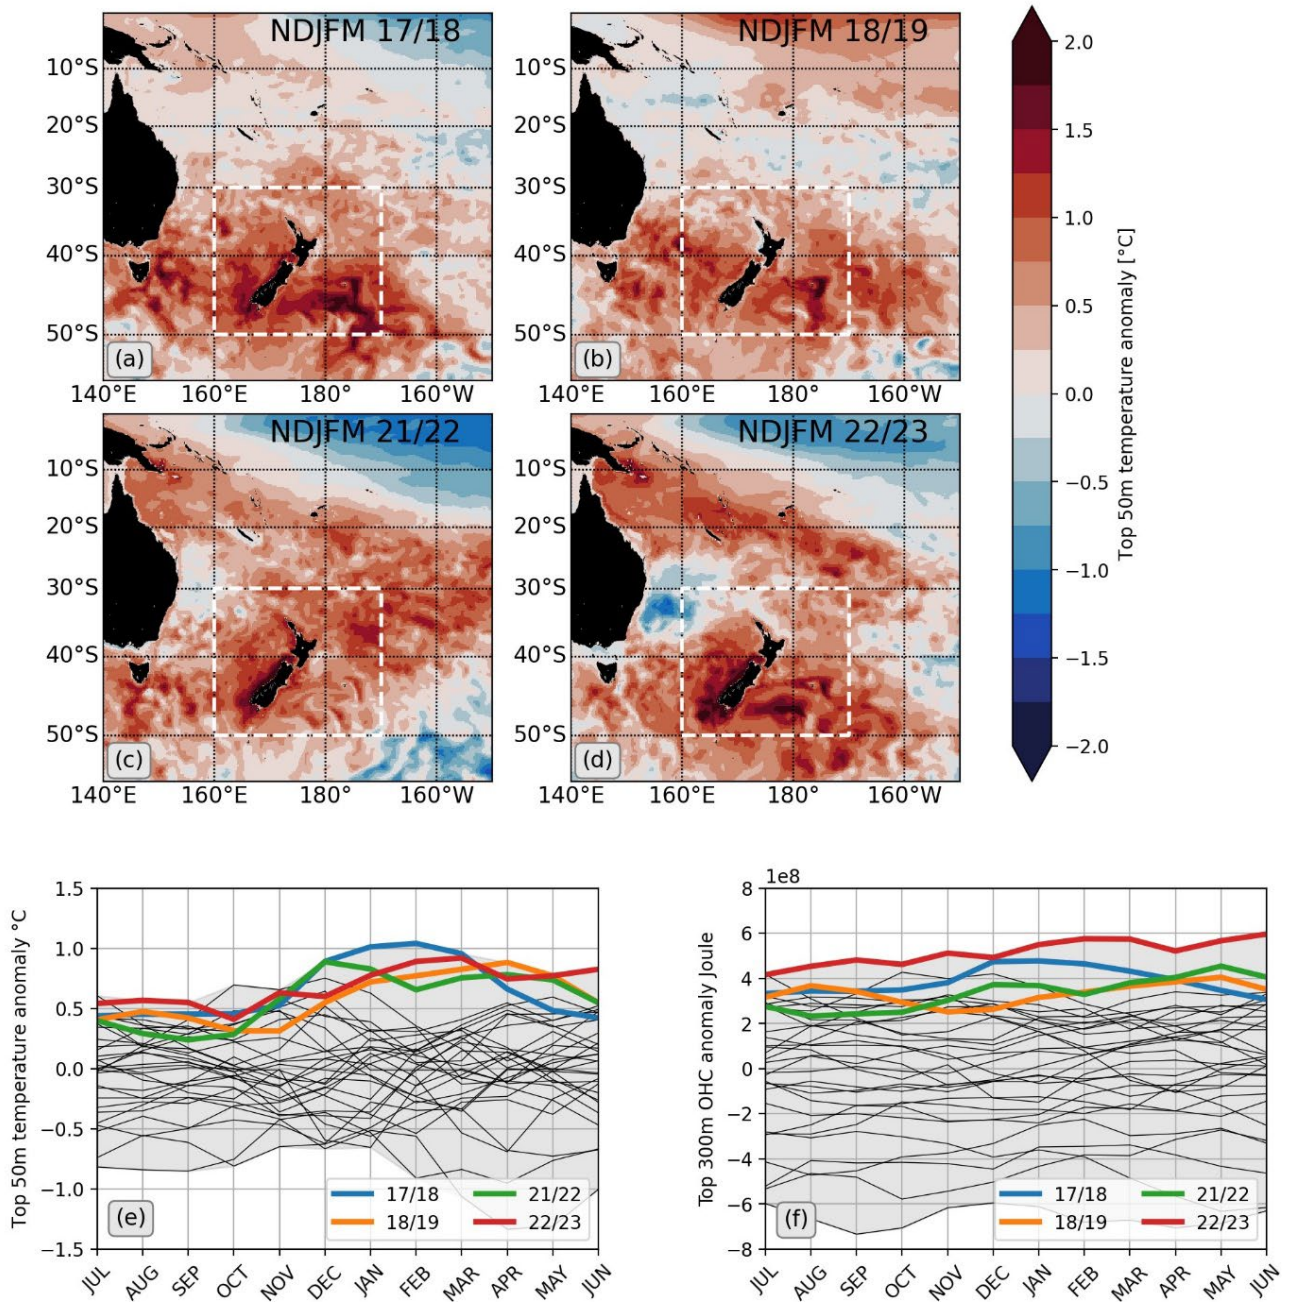 NDJFM 17/18
NDJFM 18/19
10°S
20°S
30°S
40°S
50°S
(a)
140°E 160°E 180° 160°W
10°S
20°S
30°S
40°S
50°S
(b)
140°E 160°E 180° 160°W
2.0
1.5
1.0
0.5
0.0
−0.5
−1.0
−1.5
−2.0
Top 50m temperature anomaly [°C]
NDJFM 21/22
NDJFM 22/23
10°S
20°S
30°S
40°S
50°S
(c)
140°E 160°E 180° 160°W
10°S
20°S
30°S
40°S
50°S
(d)
140°E 160°E 180° 160°W
Top 50m temperature anomaly °C
1.5
1.0
0.5
0.0
−0.5
−1.0
−1.5
(e)
17/18 21/22
18/19 22/23
JUL AUG SEP OCT NOV DEC JAN FEB MAR APR MAY JUN
1e8
Top 300m OHC anomaly Joule
8
6
4
2
0
−2
−4
−6
−8
(f)
17/18 21/22
18/19 22/23
JUL AUG SEP OCT NOV DEC JAN FEB MAR APR MAY JUN